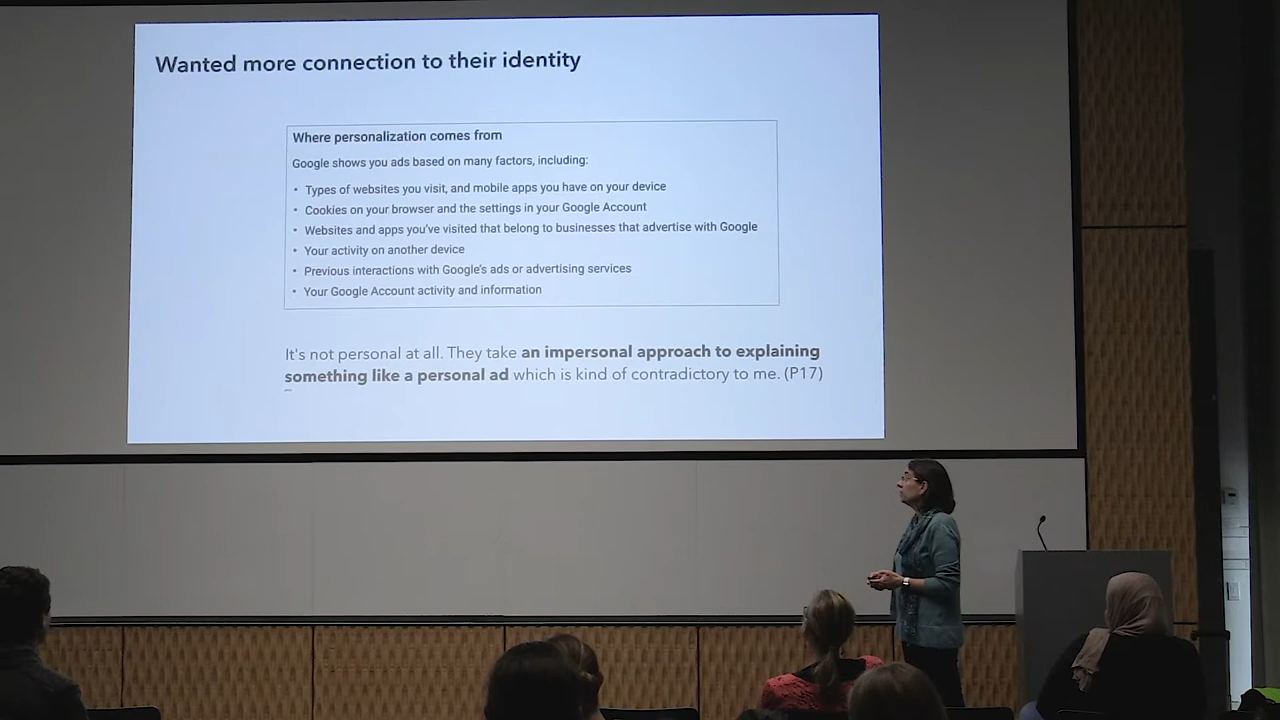 Wanted more connection to their identity
Where personalization comes from
Google shows you ads based on many factors, including:
• Types of websites you visit, and mobile apps you have on your device
• Cookies on your browser and the settings in your Google Account
• Websites and apps you've visited that belong to businesses that advertise with Google
• Your activity on another device
• Previous interactions with Google's ads or advertising services
• Your Google Account activity and information
It's not personal at all. They take an impersonal approach to explaining
something like a personal ad which is kind of contradictory to me. (P17)